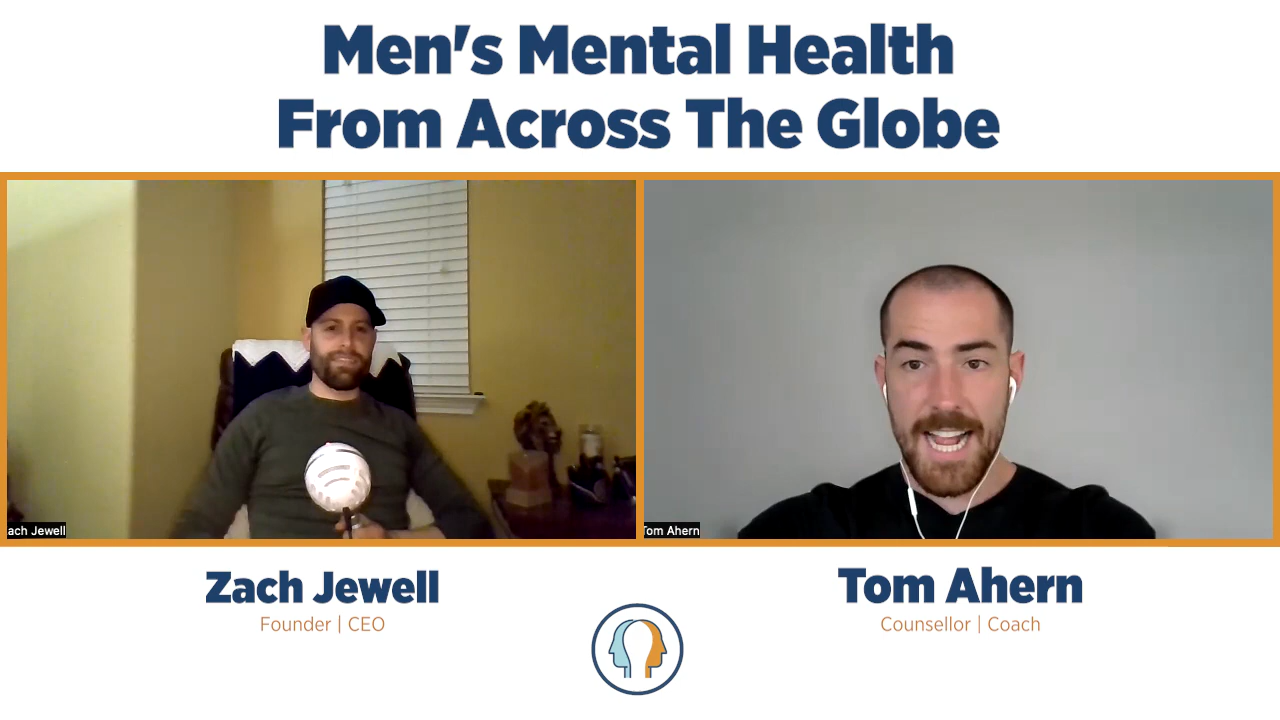 Men's Mental Health
From Across The Globe
ach Jewell
Tom Ahern
Zach Jewell
Founder | CEO
Tom Ahern
Counsellor | Coach